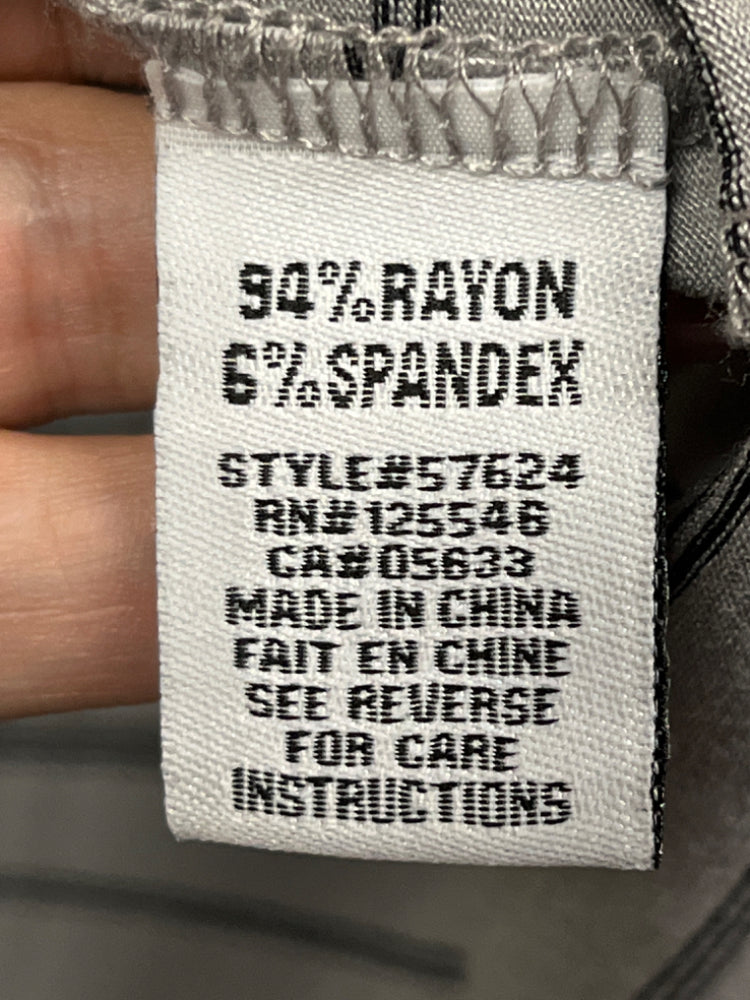 94%RAYON
6%SPANDEX
STYLE#57624
RN#125546
CA#05633
MADE IN CHINA
FAIT EN CHINE
SEE REVERSE
FOR CARE
INSTRUCTIONS